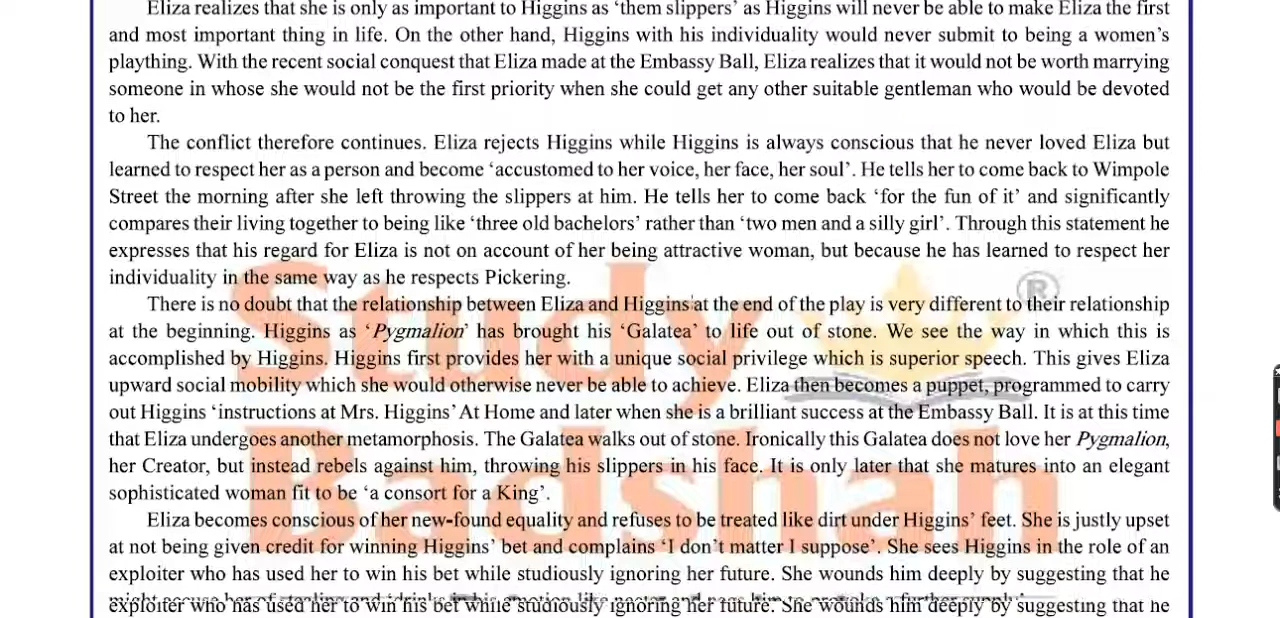 Eliza realizes that she is only as important to Higgins as ‘them slippers’ as Higgins will never be able to make Eliza the first
and most important thing in life. On the other hand, Higgins with his individuality would never submit to being a women’s
plaything. With the recent social conquest that Eliza made at the Embassy Ball, Eliza realizes that it would not be worth marrying
someone in whose she would not be the first priority when she could get any other suitable gentleman who would be devoted
to her.
The conflict therefore continues. Eliza rejects Higgins while Higgins is always conscious that he never loved Eliza but
learned to respect her as a person and become ‘accustomed to her voice, her face, her soul’. He tells her to come back to Wimpole
Street the morning after she left throwing the slippers at him. He tells her to come back ‘for the fun of it’ and significantly
compares their living together to being like ‘three old bachelors’ rather than ‘two men and a silly girl’. Through this statement he
expresses that his regard for Eliza is not on account of her being attractive woman, but because he has learned to respect her
individuality in the same way as he respects Pickering.
There is no doubt that the relationship between Eliza and Higgins at the end of the play is very different to their relationship
at the beginning. Higgins as ‘Pygmalion’ has brought his ‘Galatea’ to life out of stone. We see the way in which this is
accomplished by Higgins. Higgins first provides her with a unique social privilege which is superior speech. This gives Eliza
upward social mobility which she would otherwise never be able to achieve. Eliza then becomes a puppet, programmed to carry
out Higgins ‘instructions at Mrs. Higgins’ At Home and later when she is a brilliant success at the Embassy Ball. It is at this time
that Eliza undergoes another metamorphosis. The Galatea walks out of stone. Ironically this Galatea does not love her Pygmalion,
her Creator, but instead rebels against him, throwing his slippers in his face. It is only later that she matures into an elegant
sophisticated woman fit to be ‘a consort for a King’.
Eliza becomes conscious of her new-found equality and refuses to be treated like dirt under Higgins’ feet. She is justly upset
at not being given credit for winning Higgins’ bet and complains ‘I don’t matter I suppose’. She sees Higgins in the role of an
exploiter who has used her to win his bet while studiously ignoring her future. She wounds him deeply by suggesting that he
exploiter who has used her to win his bet while studiously ignoring her future. She wounds him deeply by suggesting that he
Study
Badshah
®